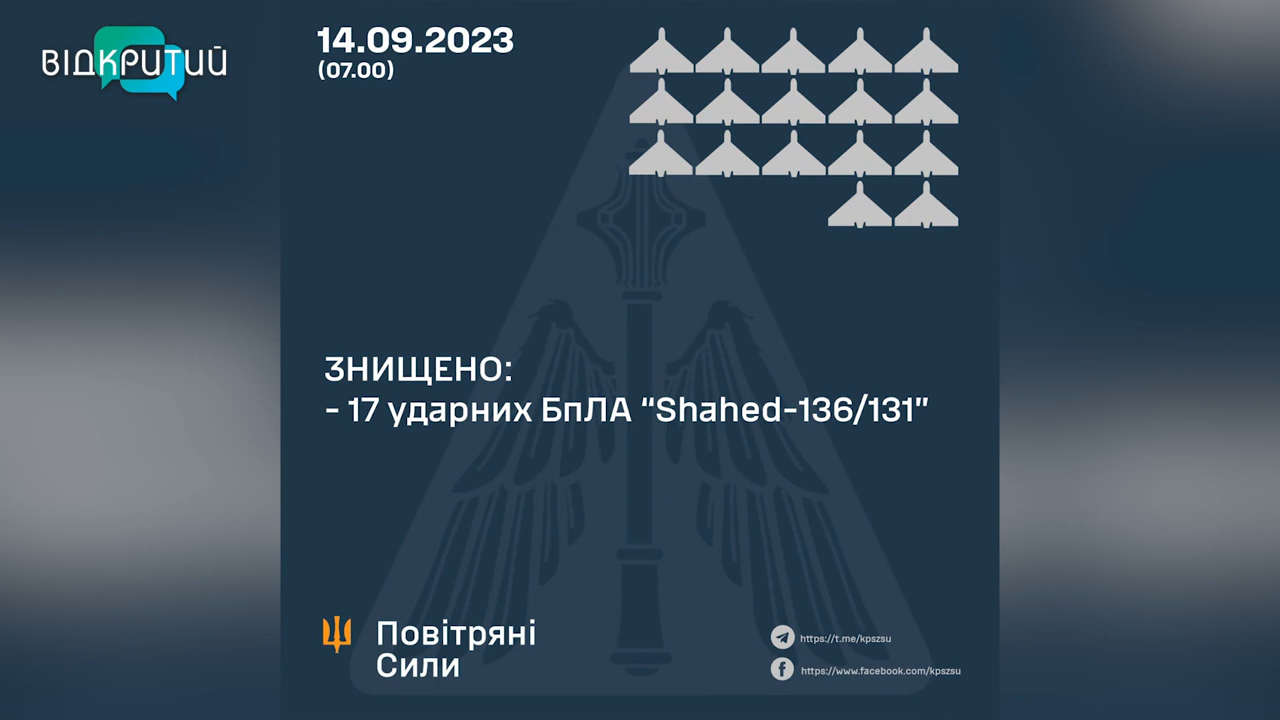 ВІДКРИТИЙ
14.09.2023
(07.00)
ЗНИЩЕНО:
- 17 ударних БпЛА “Shahed-136/131”
Повітряні
Сили
https://t.me/kpszsu
https://www.facebook.com/kpszsu